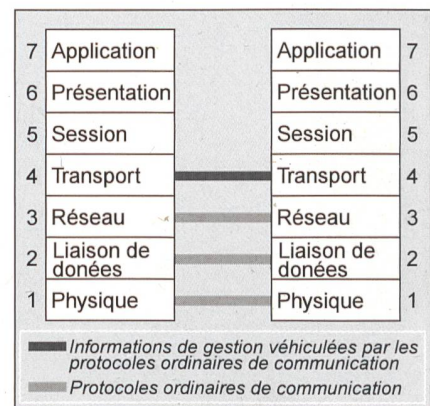 7 Application Application 7
6 Présentation Présentation 6
5 Session Session 5
4 Transport Transport 4
3 Réseau Réseau 3
2 Liaison de donées Liaison de donées 2
1 Physique Physique 1
Informations de gestion véhiculées par les
protocoles ordinaires de communication
Protocoles ordinaires de communication